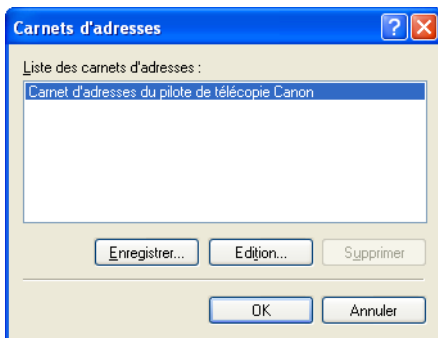 Carnets d'adresses
Liste des carnets d'adresses :
Carnet d'adresses du pilote de télécopie Canon
Enregistrer... Edition... Supprimer
OK Annuler